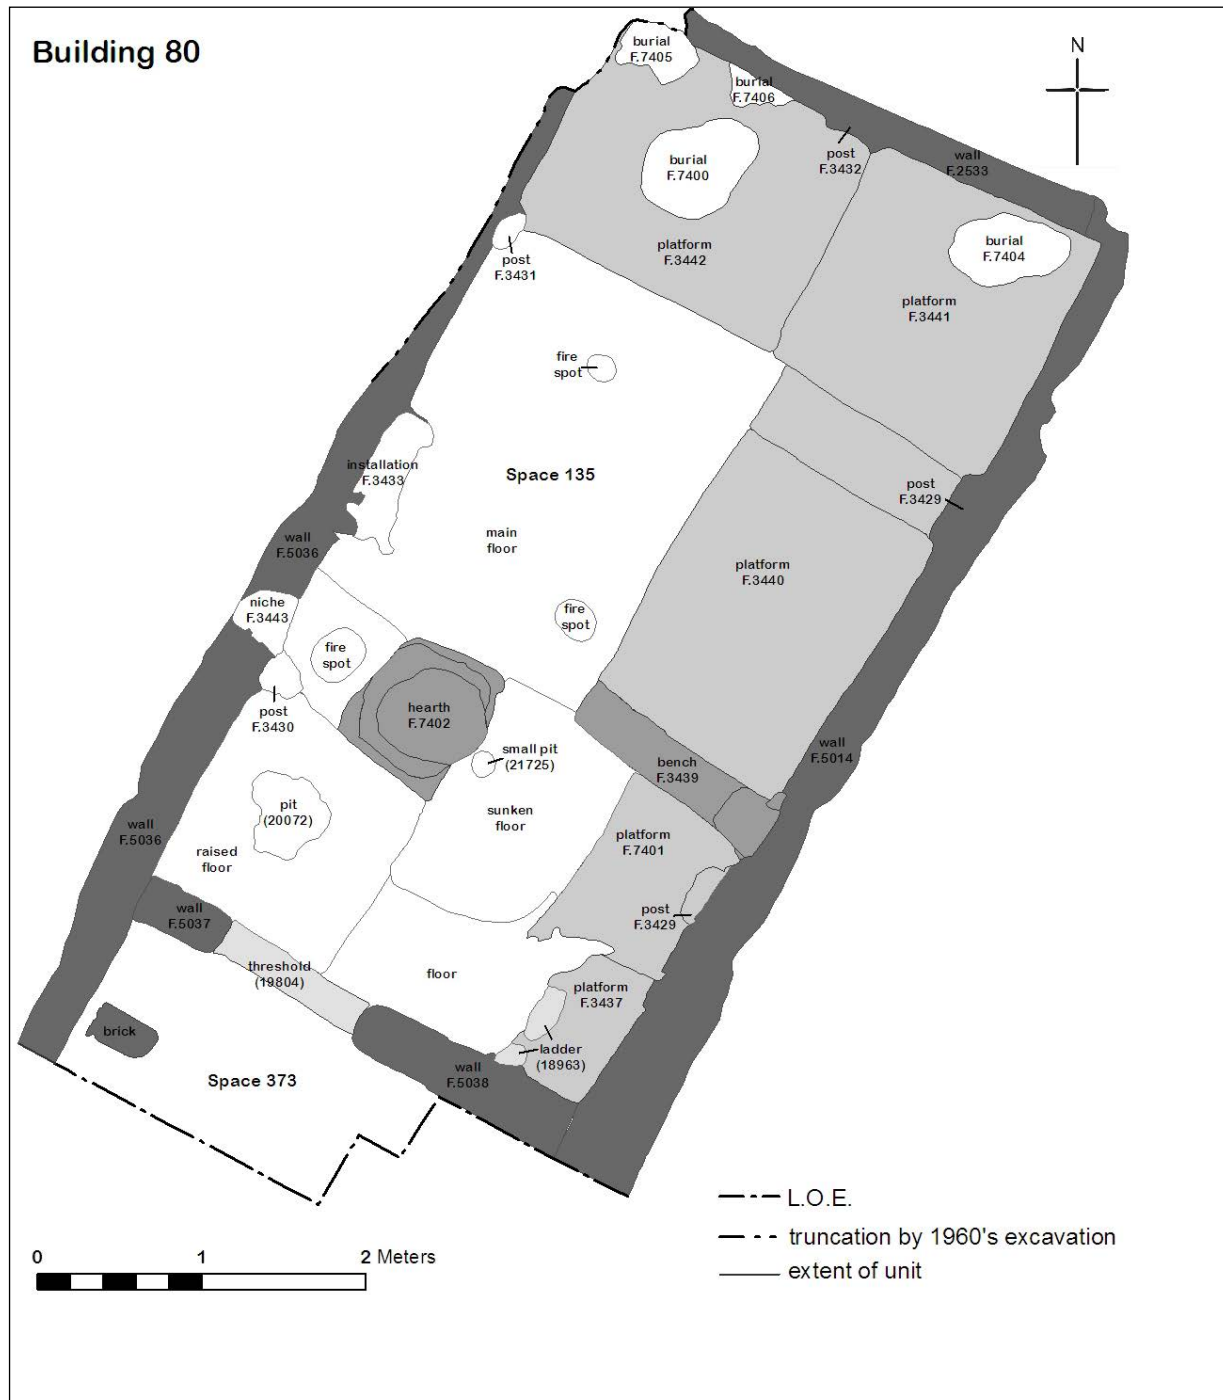 Building 80
N
burial
F.7405
burial
F.7406
burial
F.7400
post
F.3432
wall
F.2533
burial
F.7404
platform
F.3442
post
F.3431
platform
F.3441
fire
spot
installation
F.3433
Space 135
post
F.3429
main
floor
wall
F.5036
platform
F.3440
niche
F.3443
fire
spot
fire
spot
hearth
F.7402
post
F.3430
small pit
(21725)
bench
F.3439
wall
F.5014
pit
(20072)
sunken
floor
wall
F.5036
platform
F.7401
raised
floor
wall
F.5037
post
F.3429
threshold
(19804)
floor
platform
F.3437
brick
ladder
(18963)
wall
F.5038
Space 373
L.O.E.
truncation by 1960's excavation
extent of unit
0 1 2 Meters